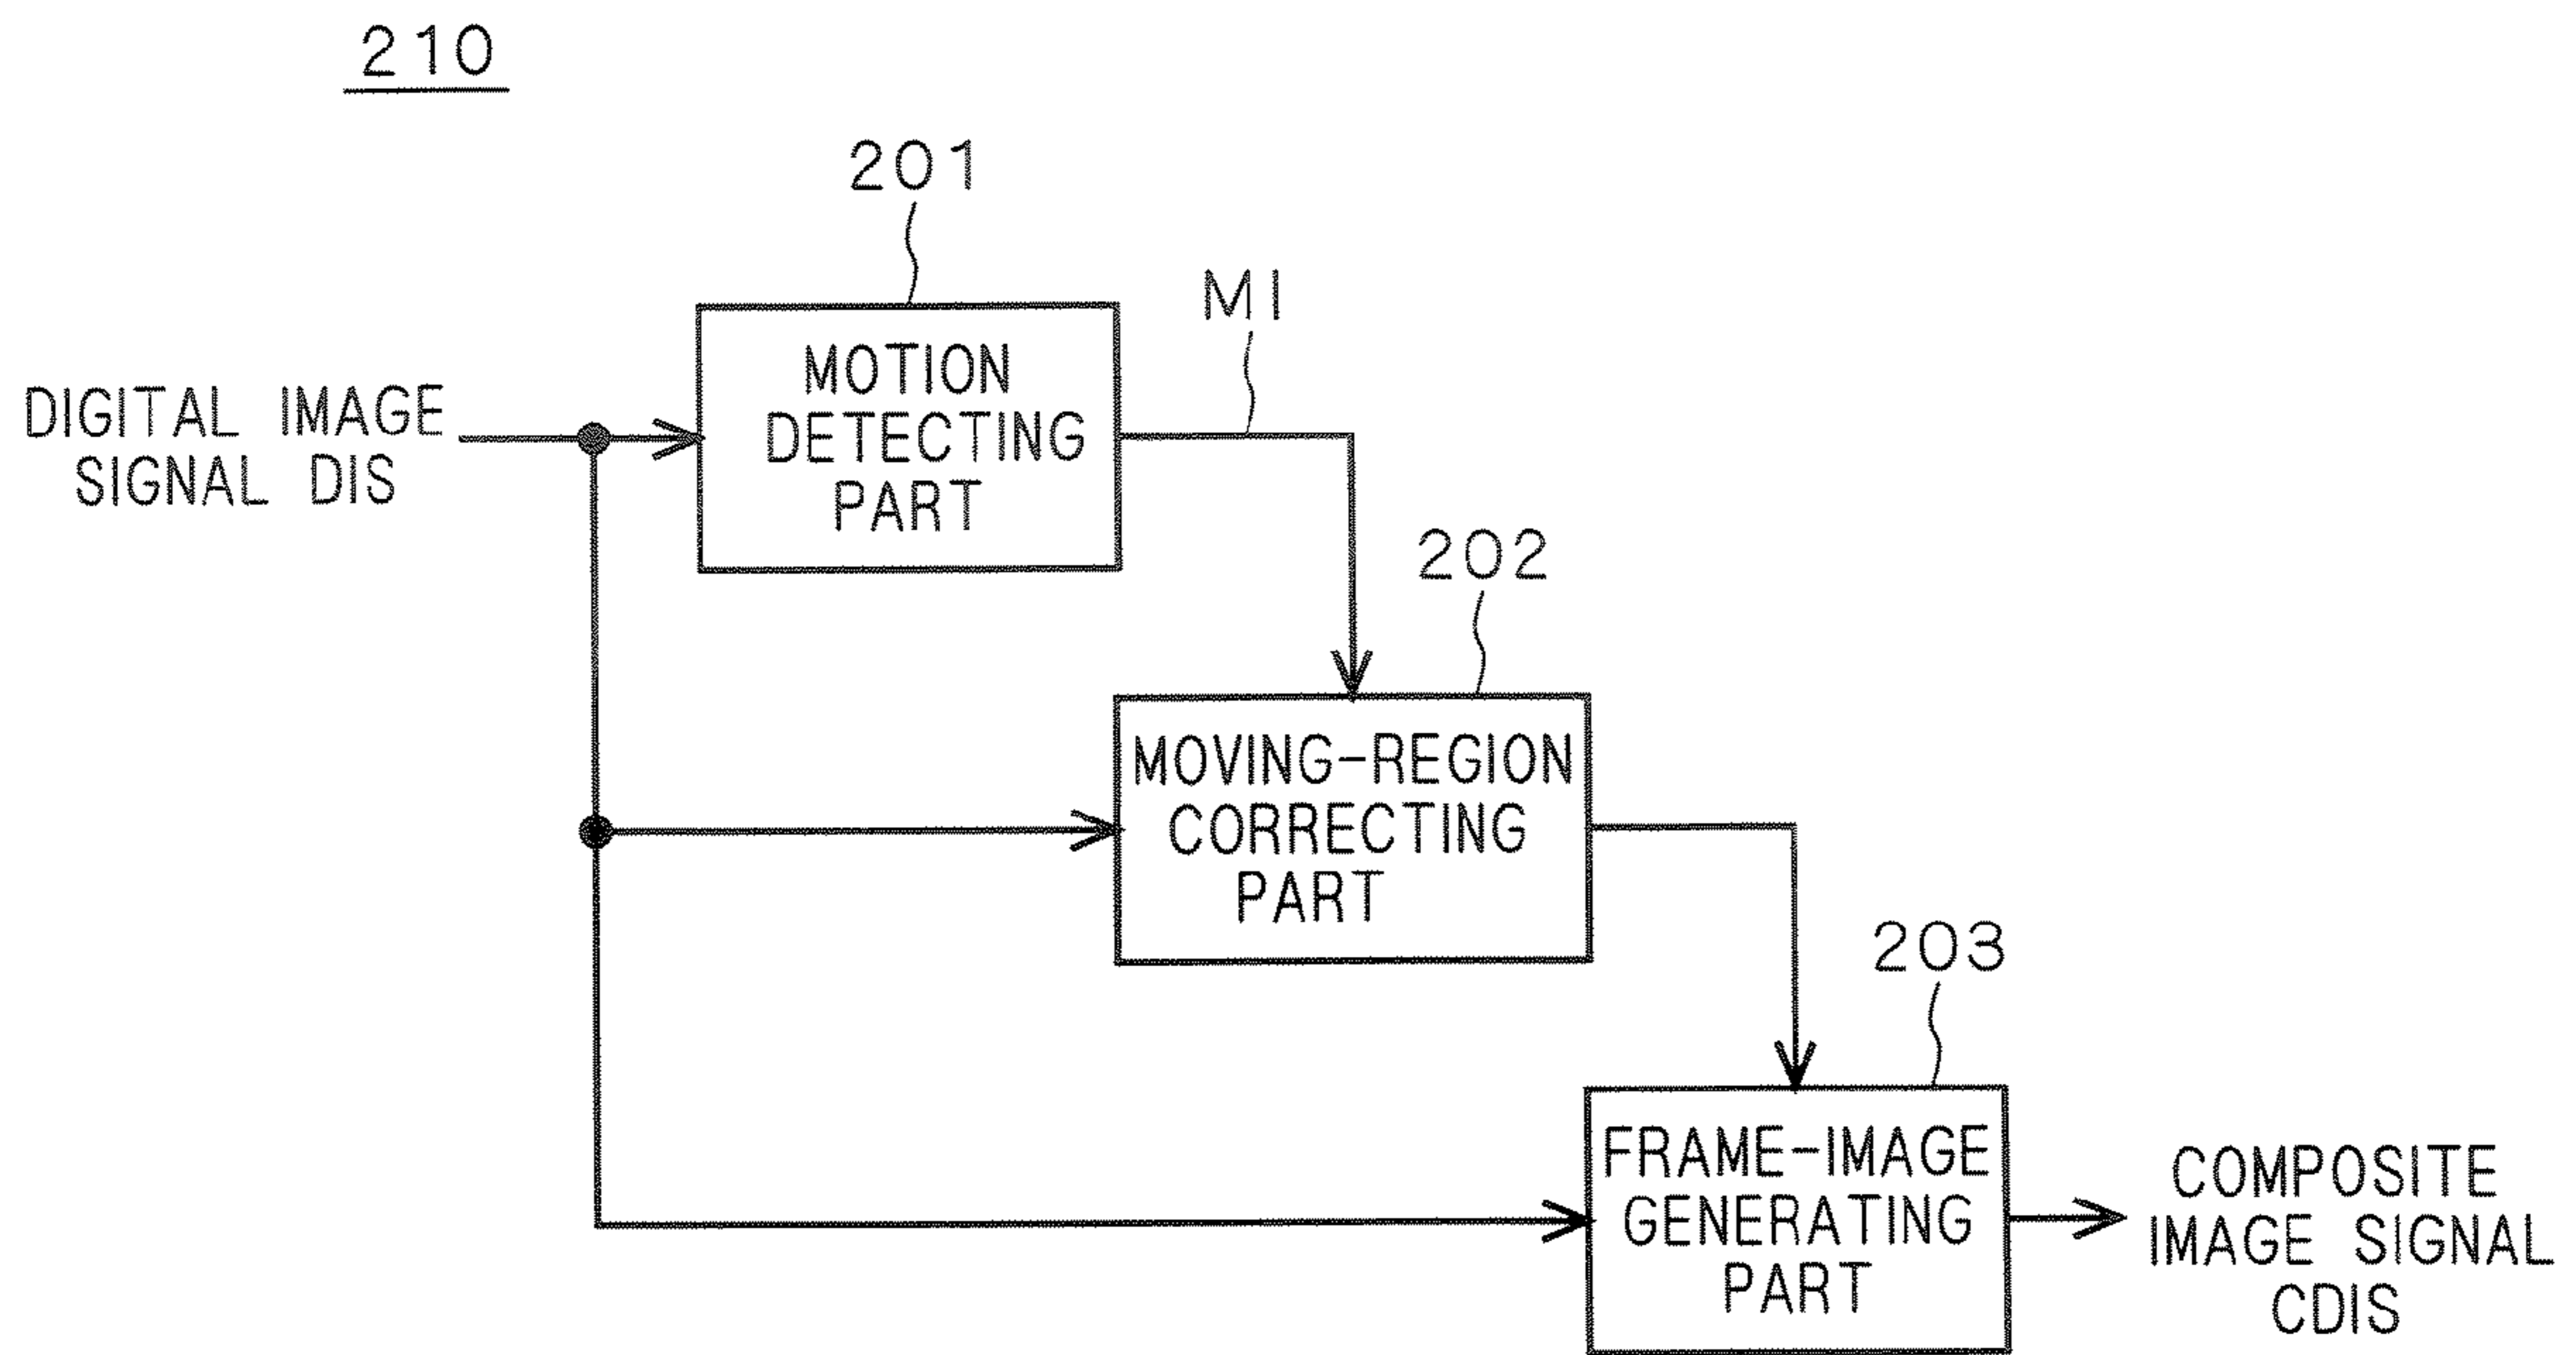 210
201
MI
MOTION
DETECTING
PART
DIGITAL IMAGE
SIGNAL DIS
202
MOVING-REGION
CORRECTING
PART
203
FRAME-IMAGE
GENERATING
PART
COMPOSITE
IMAGE SIGNAL
CDIS